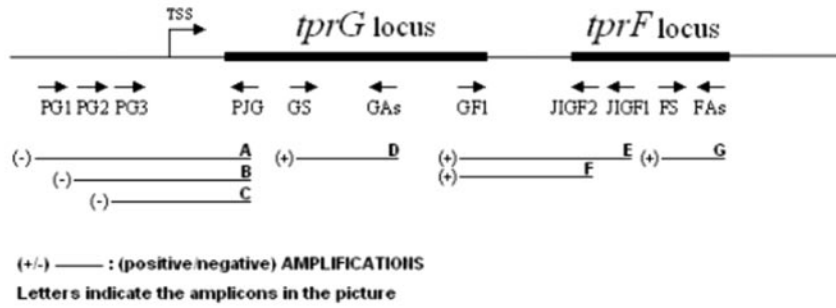 TSS
tprG locus tprF locus
PG1 PG2 PG3 PJG GS GAs GF1 JIGF2 JIGF1 FS FAs
(-) A (+) D (+) E (+) G
(-) B (+) F
(-) C
(+/-) —— : (positive/negative) AMPLIFICATIONS
Letters indicate the amplicons in the picture